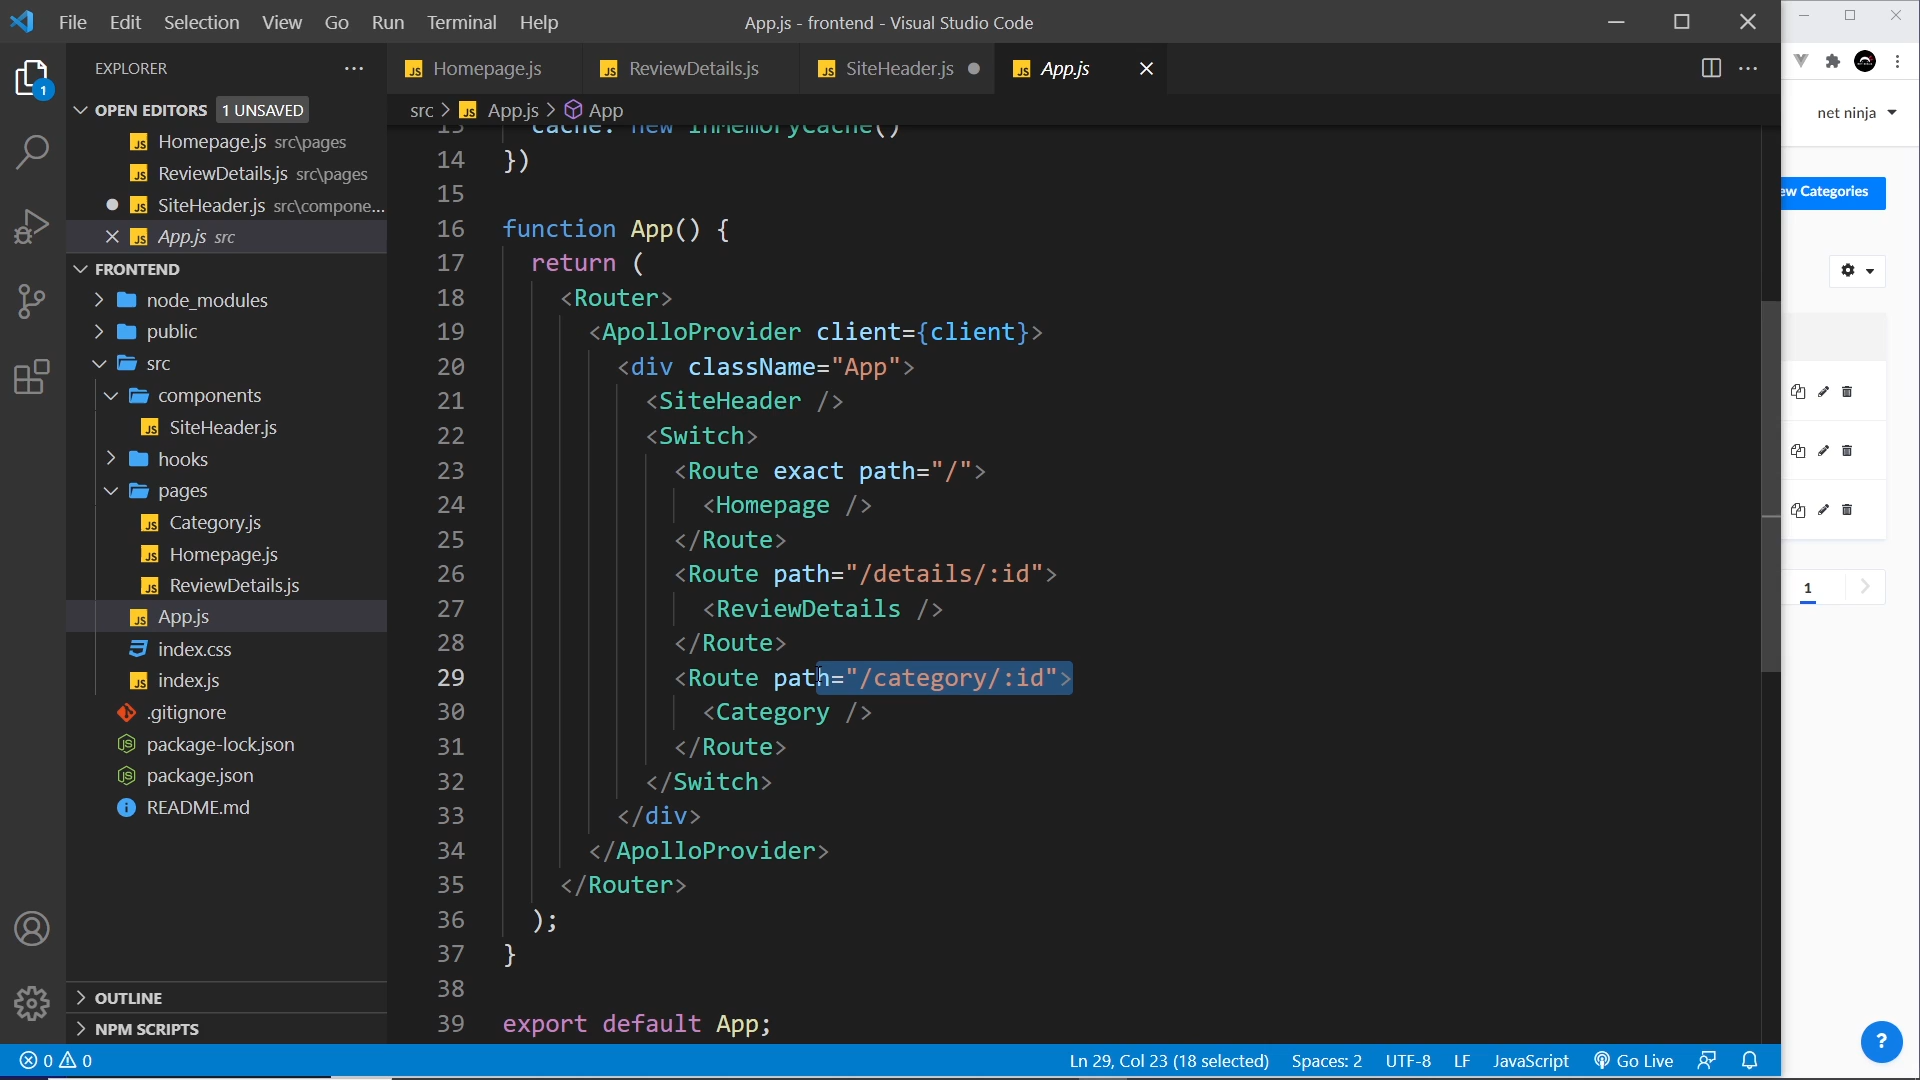 File Edit Selection View Go Run Terminal Help
App.js - frontend - Visual Studio Code
EXPLORER
OPEN EDITORS 1 UNSAVED
Homepage.js src\pages
ReviewDetails.js src\pages
SiteHeader.js src\compone...
App.js src
FRONTEND
node_modules
public
src
components
SiteHeader.js
hooks
pages
Category.js
Homepage.js
ReviewDetails.js
App.js
index.css
index.js
.gitignore
package-lock.json
package.json
README.md
OUTLINE
NPM SCRIPTS
Homepage.js ReviewDetails.js SiteHeader.js App.js
src > App.js > App
13 cache: new InMemoryCache()
14 })
15
16 function App() {
17 return (
18 <Router>
19 <ApolloProvider client={client}>
20 <div className="App">
21 <SiteHeader />
22 <Switch>
23 <Route exact path="/">
24 <Homepage />
25 </Route>
26 <Route path="/details/:id">
27 <ReviewDetails />
28 </Route>
29 <Route path="/category/:id">
30 <Category />
31 </Route>
32 </Switch>
33 </div>
34 </ApolloProvider>
35 </Router>
36 );
37 }
38
39 export default App;
0 0
Ln 29, Col 23 (18 selected) Spaces: 2 UTF-8 LF JavaScript Go Live
net ninja
ew Categories
1
?